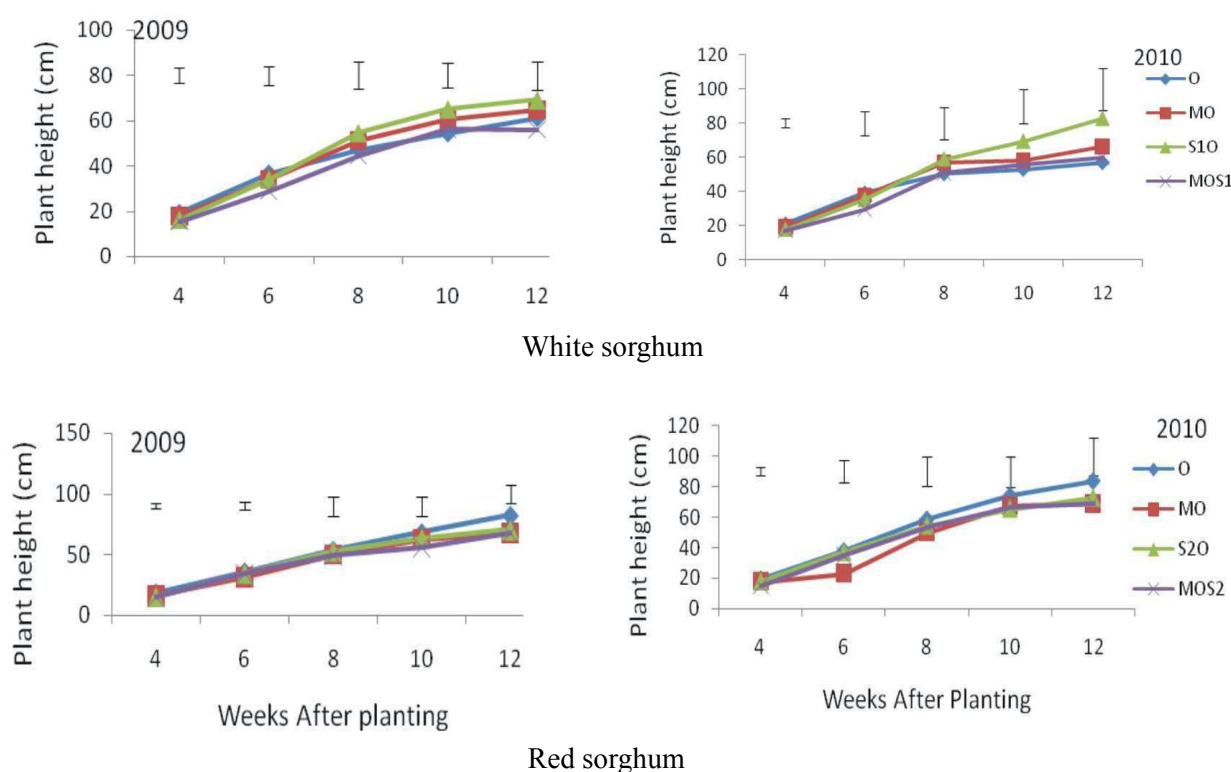 2009
Plant height (cm)
100
80
60
40
20
0
4 6 8 10 12
2010
Plant height (cm)
120
100
80
60
40
20
0
4 6 8 10 12
O
MO
S1O
MOS1
White sorghum
2009
Plant height (cm)
150
100
50
0
4 6 8 10 12
Weeks After planting
2010
Plant height (cm)
120
100
80
60
40
20
0
4 6 8 10 12
Weeks After Planting
O
MO
S2O
MOS2
Red sorghum